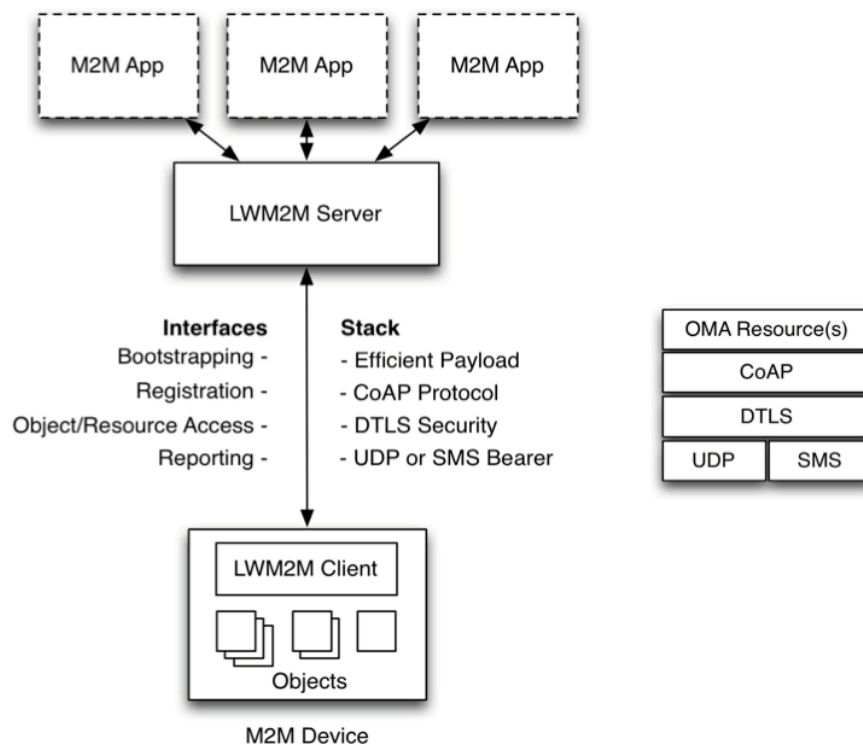 M2M App
M2M App
M2M App
LWM2M Server
Interfaces
Bootstrapping -
Registration -
Object/Resource Access -
Reporting -
Stack
- Efficient Payload
- CoAP Protocol
- DTLS Security
- UDP or SMS Bearer
OMA Resource(s)
CoAP
DTLS
UDP
SMS
LWM2M Client
Objects
M2M Device